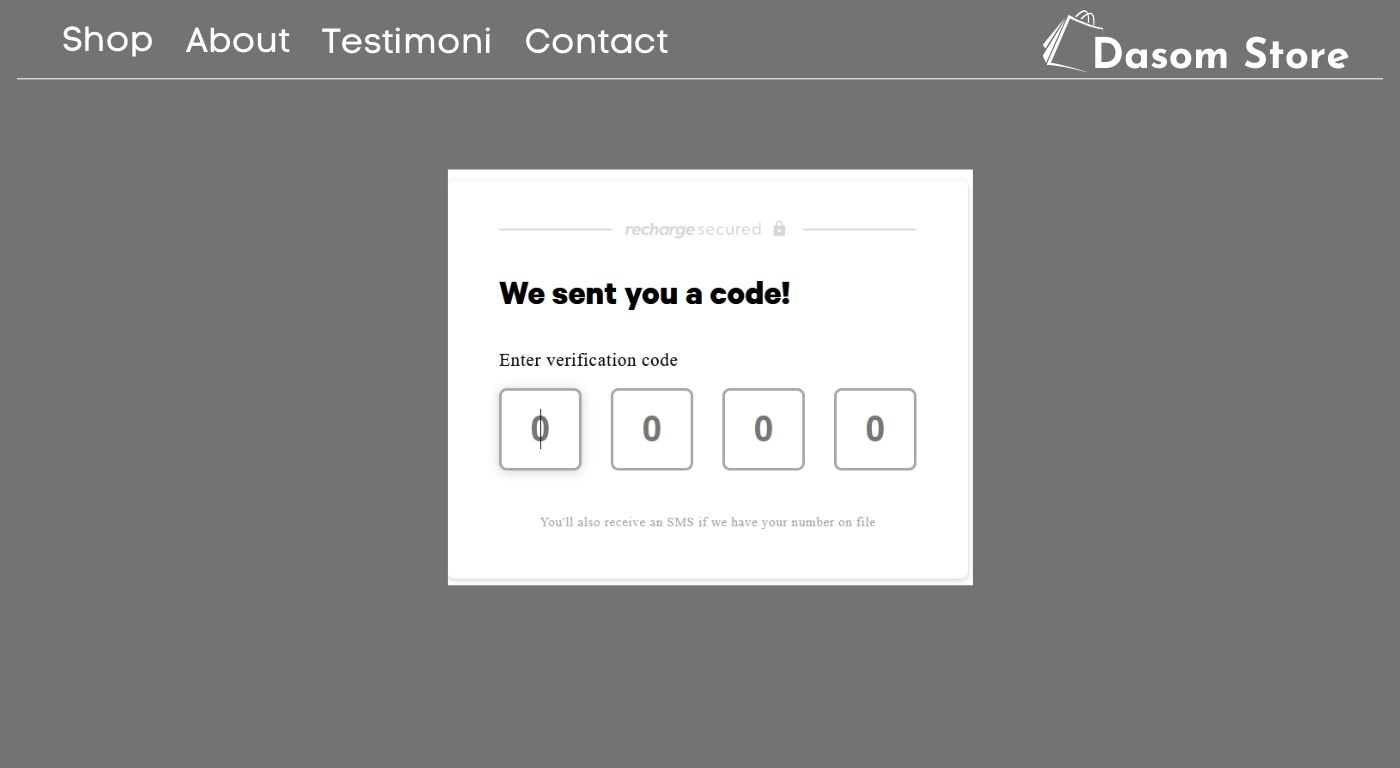 Shop About Testimoni Contact Dasom Store
recharge secured
We sent you a code!
Enter verification code
0 0 0 0
You'll also receive an SMS if we have your number on file